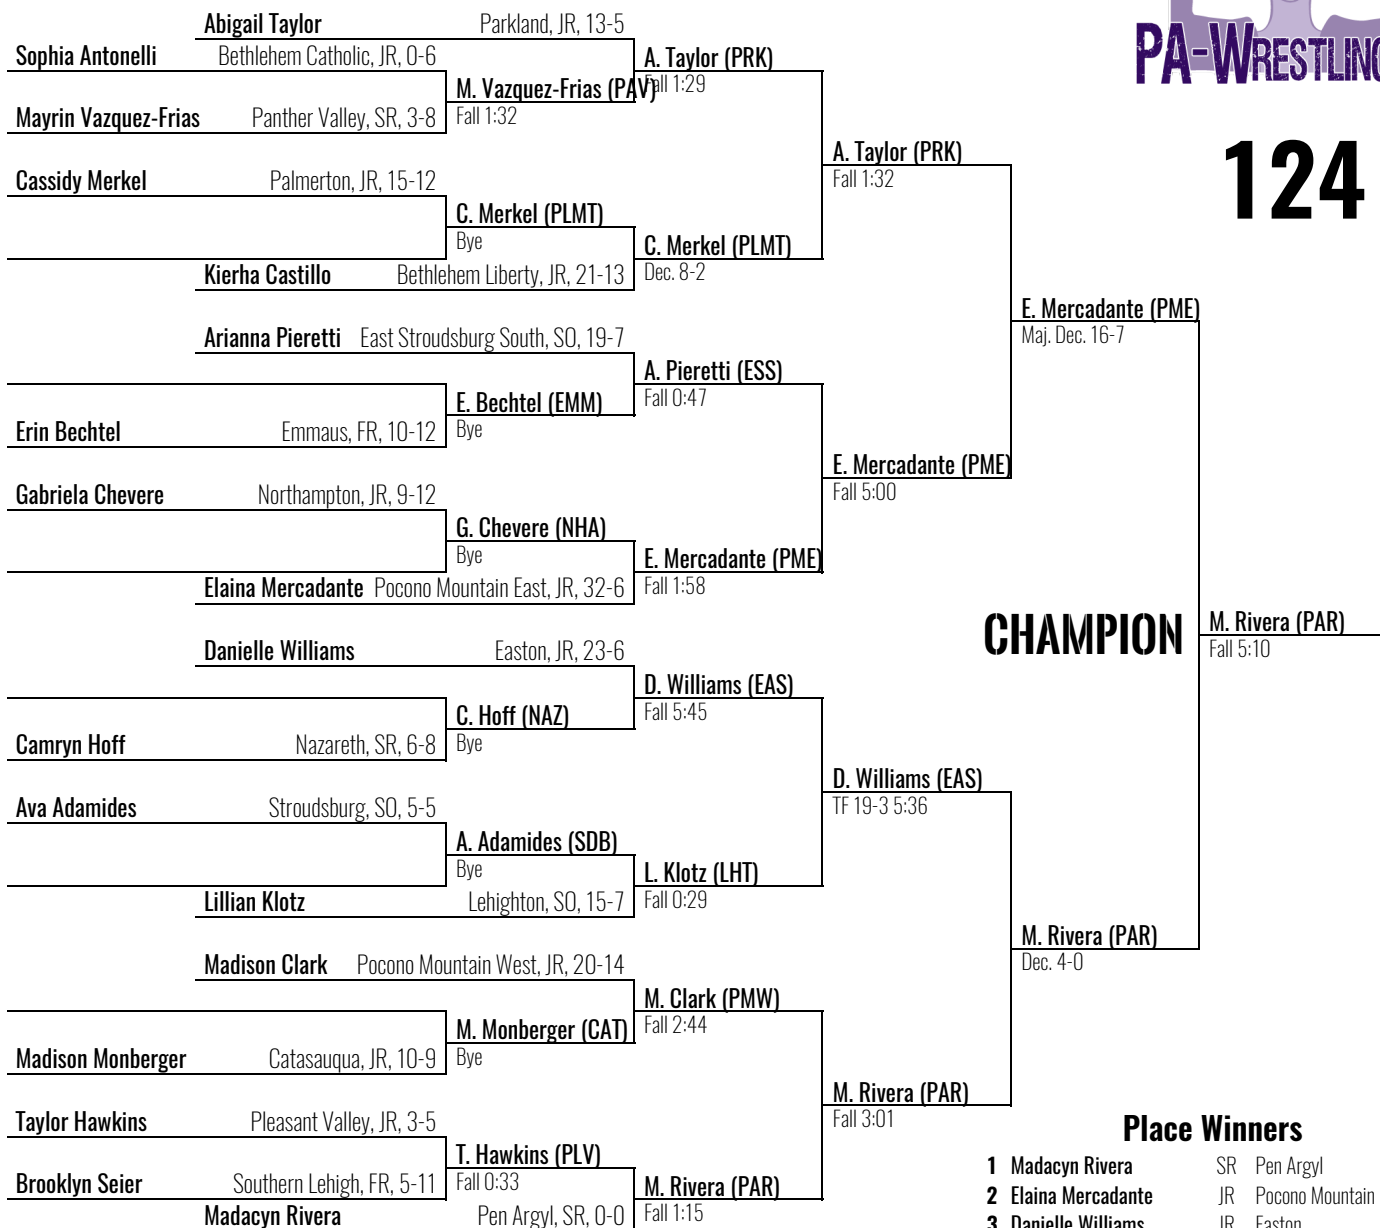 PA-WRESTLING
124
Abigail Taylor Parkland, JR, 13-5
Sophia Antonelli Bethlehem Catholic, JR, 0-6
A. Taylor (PRK)
Fall 1:29
M. Vazquez-Frias (PAV)
Fall 1:32
Mayrin Vazquez-Frias Panther Valley, SR, 3-8
A. Taylor (PRK)
Fall 1:32
Cassidy Merkel Palmerton, JR, 15-12
C. Merkel (PLMT)
Bye
C. Merkel (PLMT)
Dec. 8-2
Kierha Castillo Bethlehem Liberty, JR, 21-13
E. Mercadante (PME)
Maj. Dec. 16-7
Arianna Pieretti East Stroudsburg South, SO, 19-7
A. Pieretti (ESS)
Fall 0:47
E. Bechtel (EMM)
Bye
Erin Bechtel Emmaus, FR, 10-12
E. Mercadante (PME)
Fall 5:00
Gabriela Chevere Northampton, JR, 9-12
G. Chevere (NHA)
Bye
E. Mercadante (PME)
Fall 1:58
Elaina Mercadante Pocono Mountain East, JR, 32-6
CHAMPION
M. Rivera (PAR)
Fall 5:10
Danielle Williams Easton, JR, 23-6
D. Williams (EAS)
Fall 5:45
C. Hoff (NAZ)
Bye
Camryn Hoff Nazareth, SR, 6-8
D. Williams (EAS)
TF 19-3 5:36
Ava Adamides Stroudsburg, SO, 5-5
A. Adamides (SDB)
Bye
L. Klotz (LHT)
Fall 0:29
Lillian Klotz Lehighton, SO, 15-7
M. Rivera (PAR)
Dec. 4-0
Madison Clark Pocono Mountain West, JR, 20-14
M. Clark (PMW)
Fall 2:44
M. Monberger (CAT)
Bye
Madison Monberger Catasauqua, JR, 10-9
M. Rivera (PAR)
Fall 3:01
Taylor Hawkins Pleasant Valley, JR, 3-5
T. Hawkins (PLV)
Fall 0:33
Brooklyn Seier Southern Lehigh, FR, 5-11
M. Rivera (PAR)
Fall 1:15
Madacyn Rivera Pen Argyl, SR, 0-0
Place Winners
1 Madacyn Rivera SR Pen Argyl
2 Elaina Mercadante JR Pocono Mountain
3 Danielle Williams JR Easton